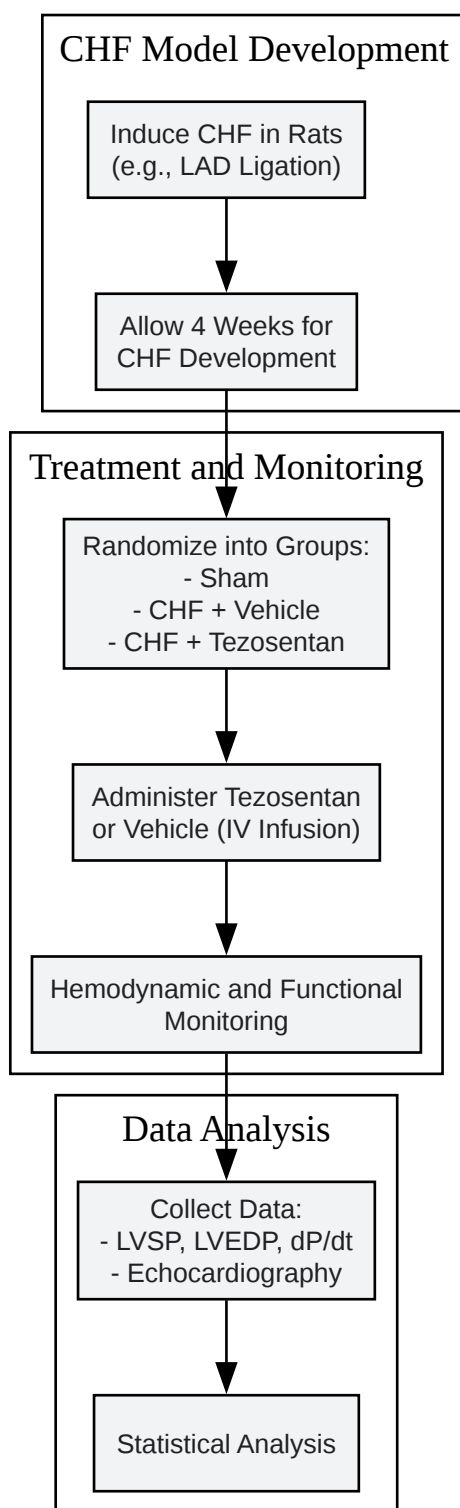 CHF Model Development
Induce CHF in Rats
(e.g., LAD Ligation)
Allow 4 Weeks for
CHF Development
Treatment and Monitoring
Randomize into Groups:
- Sham
- CHF + Vehicle
- CHF + Tezosentan
Administer Tezosentan
or Vehicle (IV Infusion)
Hemodynamic and Functional
Monitoring
Data Analysis
Collect Data:
- LVSP, LVEDP, dP/dt
- Echocardiography
Statistical Analysis